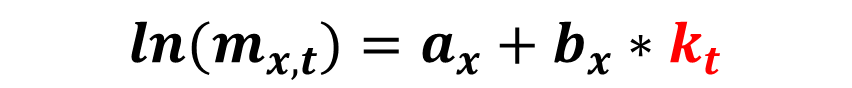 ln(m_{x,t}) = a_x + b_x * k_t